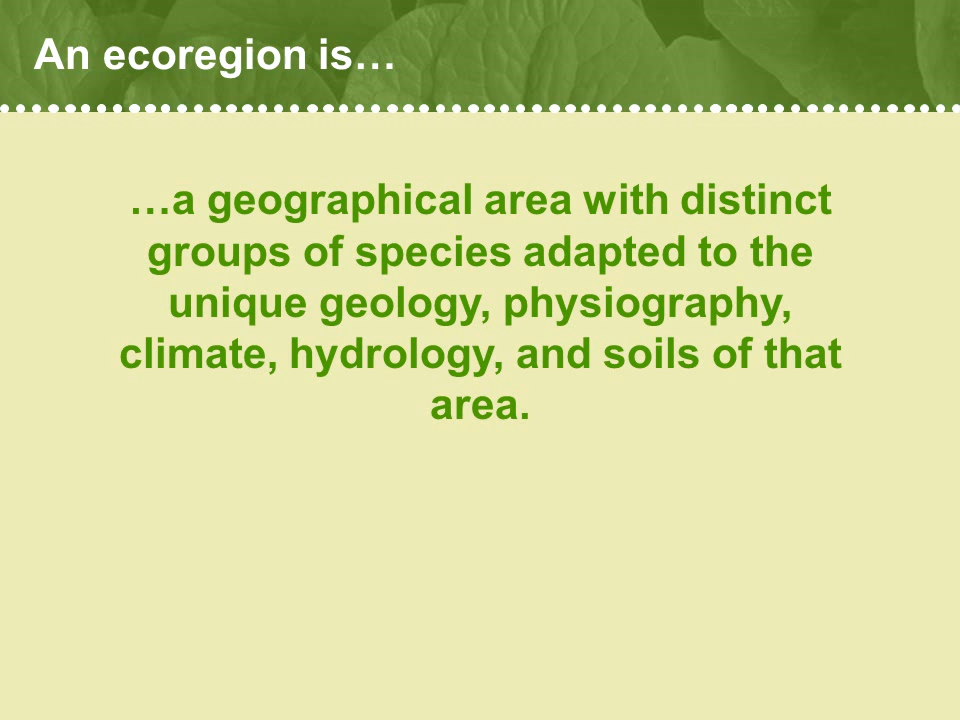 An ecoregion is…
…a geographical area with distinct
groups of species adapted to the
unique geology, physiography,
climate, hydrology, and soils of that
area.